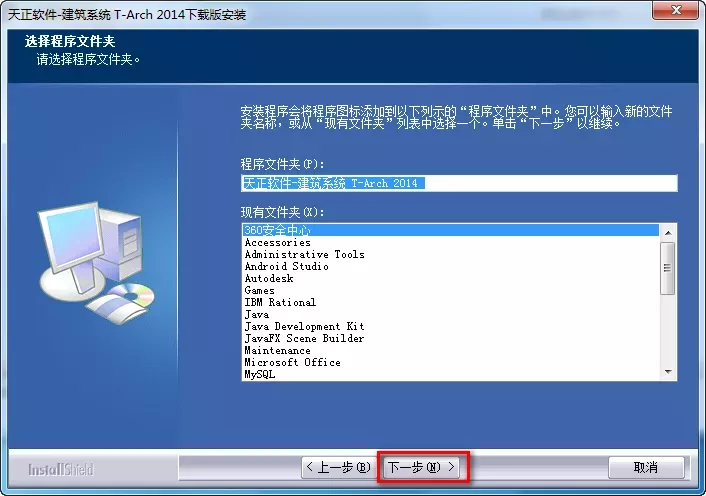 天正软件-建筑系统 T-Arch 2014下载版安装
选择程序文件夹
请选择程序文件夹。
安装程序会将程序图标添加到以下列示的“程序文件夹”中。您可以输入新的文件
夹名称，或从“现有文件夹”列表中选择一个。单击“下一步”以继续。
程序文件夹(P)：
天正软件-建筑系统 T-Arch 2014
现有文件夹(X)：
360安全中心
Accessories
Administrative Tools
Android Studio
Autodesk
Games
IBM Rational
Java
Java Development Kit
JavaFX Scene Builder
Maintenance
Microsoft Office
MySQL
InstallShield
< 上一步(B)
下一步(N) >
取消